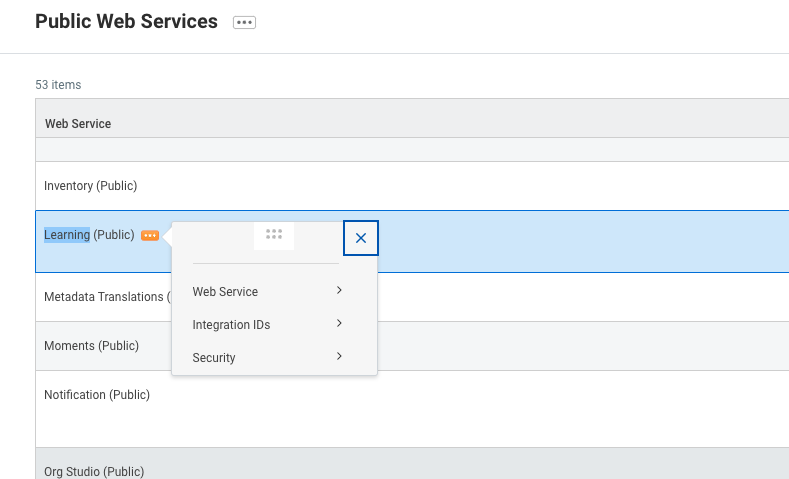 Public Web Services
53 items
Web Service
Inventory (Public)
Learning (Public)
Web Service
Integration IDs
Security
Metadata Translations (
Moments (Public)
Notification (Public)
Org Studio (Public)